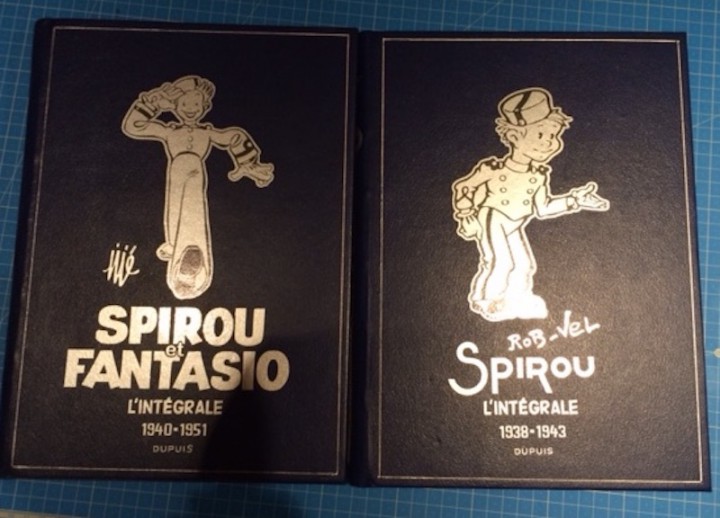 Jijé
SPIROU
et
FANTASIO
L'INTÉGRALE
1940-1951
DUPUIS
ROB-VEL
SPIROU
L'INTÉGRALE
1938-1943
DUPUIS